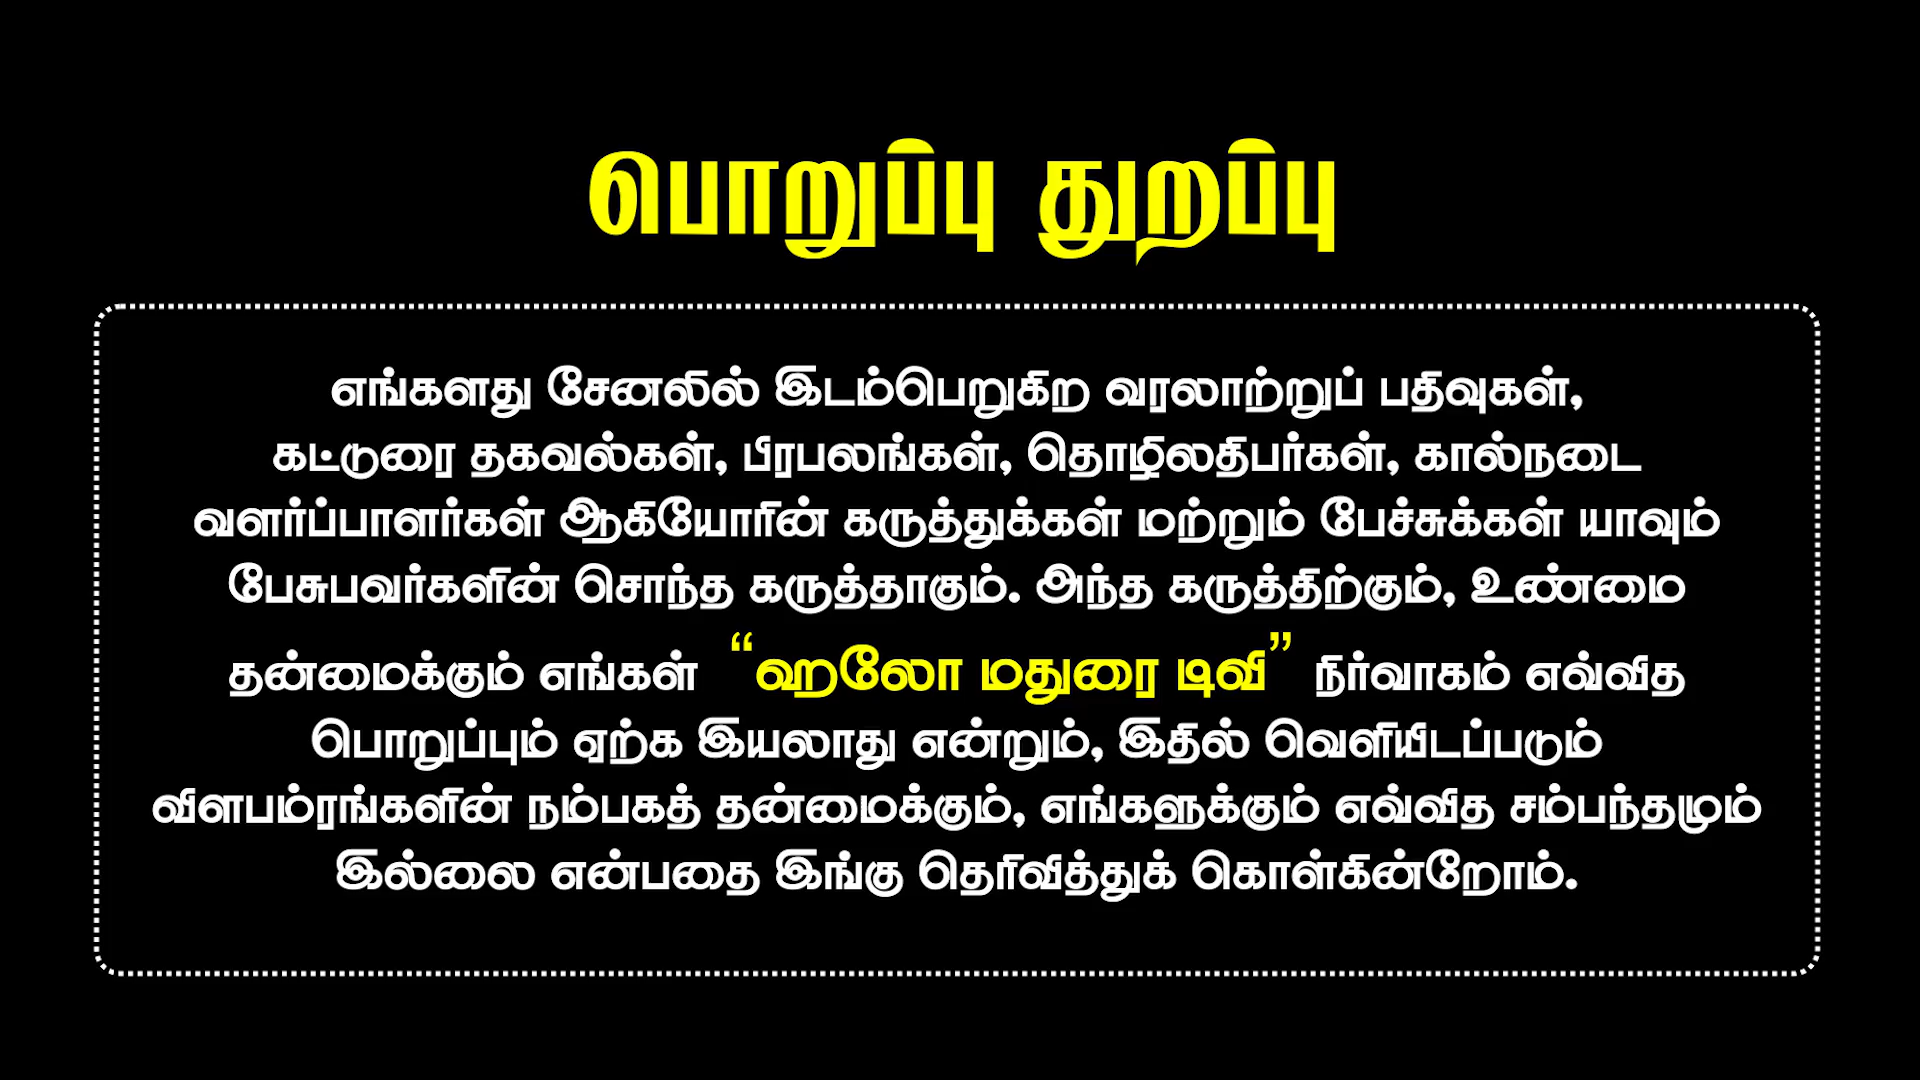 பொறுப்பு துறப்பு
எங்களது சேனலில் இடம்பெறுகிற வரலாற்றுப் பதிவுகள்,
கட்டுரை தகவல்கள், பிரபலங்கள், தொழிலதிபர்கள், கால்நடை
வளர்ப்பாளர்கள் ஆகியோரின் கருத்துக்கள் மற்றும் பேச்சுக்கள் யாவும்
பேசுபவர்களின் சொந்த கருத்தாகும். அந்த கருத்திற்கும், உண்மை
தன்மைக்கும் எங்கள் “ஹலோ மதுரை டிவி” நிர்வாகம் எவ்வித
பொறுப்பும் ஏற்க இயலாது என்றும், இதில் வெளியிடப்படும்
விளபம்ரங்களின் நம்பகத் தன்மைக்கும், எங்களுக்கும் எவ்வித சம்பந்தமும்
இல்லை என்பதை இங்கு தெரிவித்துக் கொள்கின்றோம்.